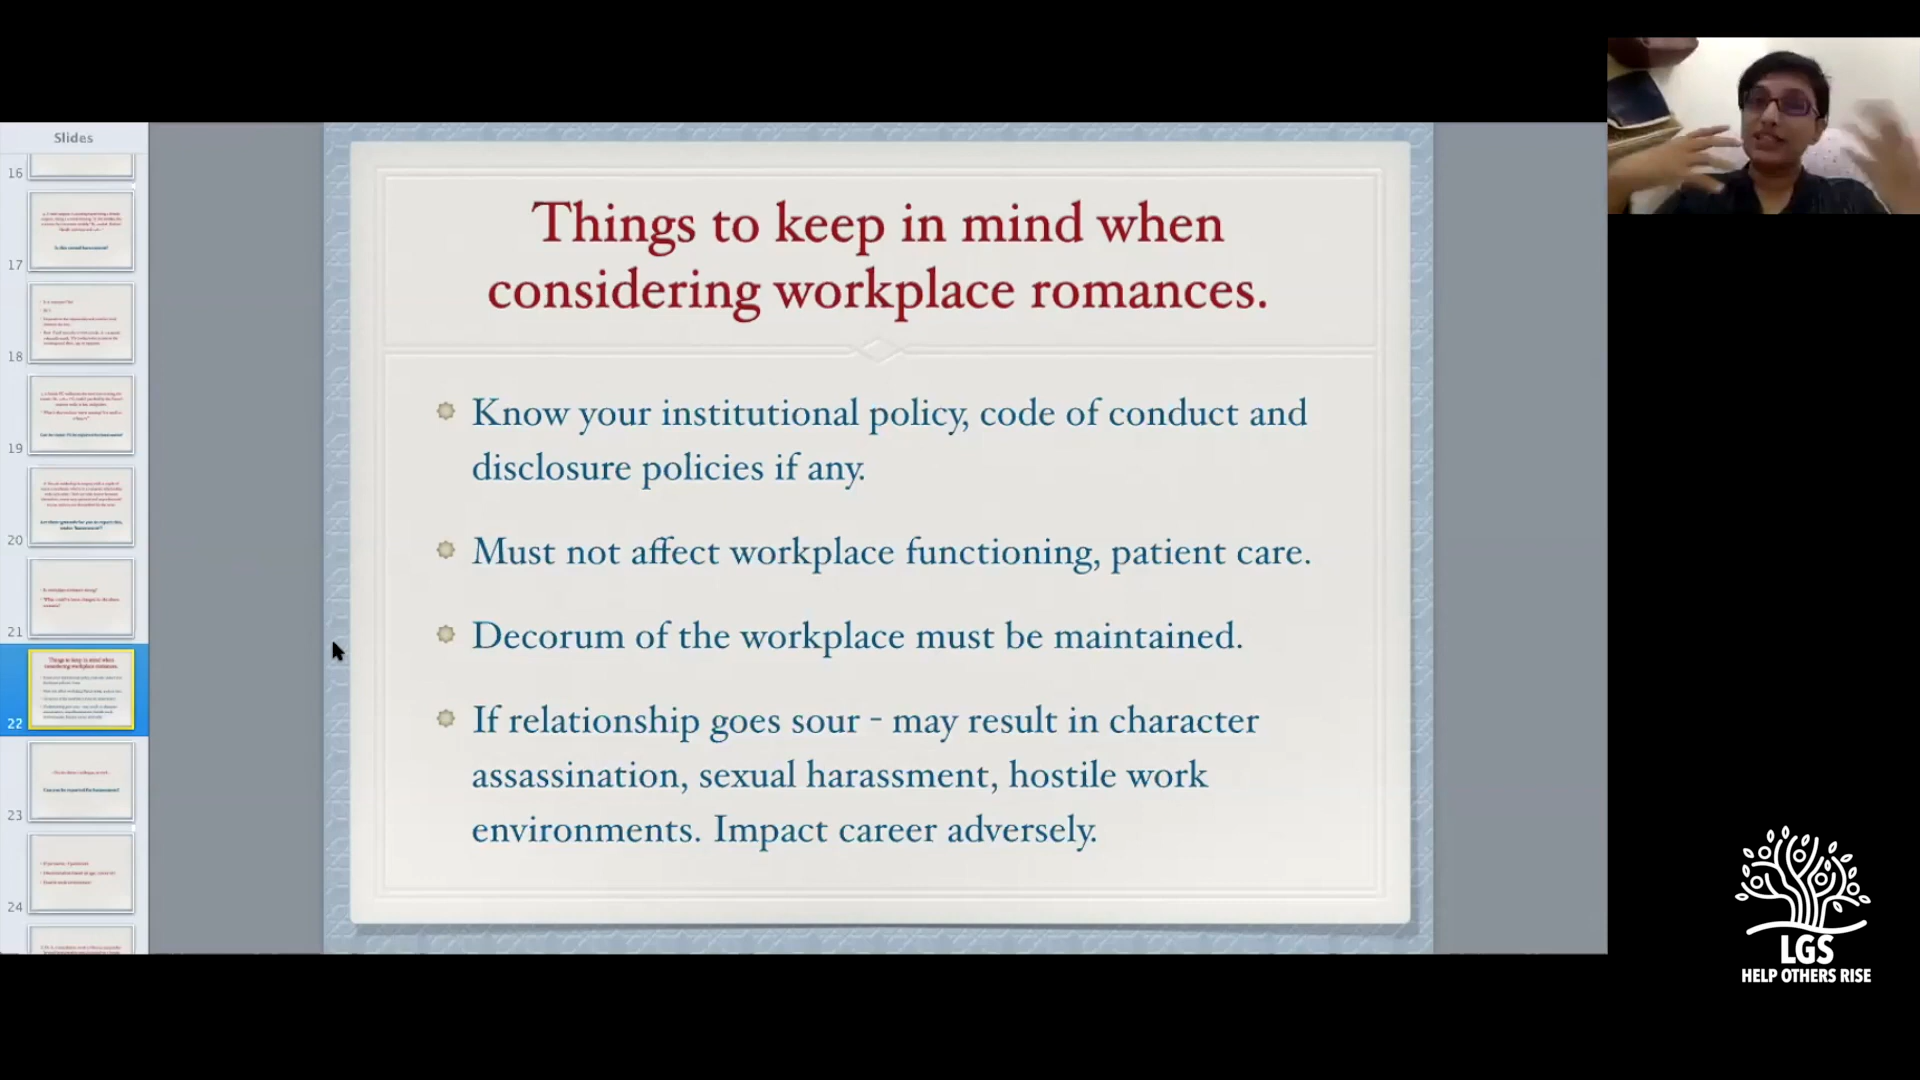 Slides
16
17
18
19
20
21
22
23
24
Things to keep in mind when
considering workplace romances.
Know your institutional policy, code of conduct and
disclosure policies if any.
Must not affect workplace functioning, patient care.
Decorum of the workplace must be maintained.
If relationship goes sour - may result in character
assassination, sexual harassment, hostile work
environments. Impact career adversely.
LGS
HELP OTHERS RISE